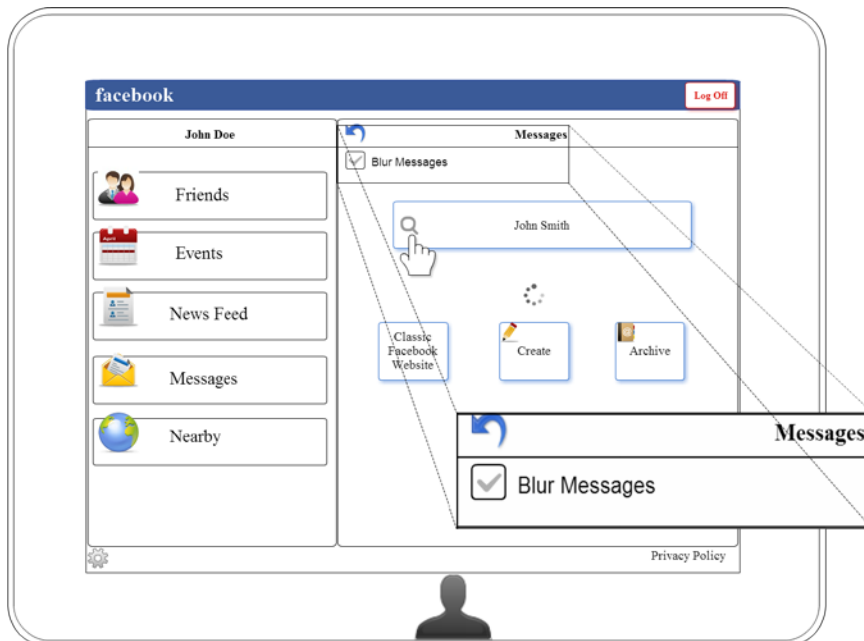 facebook
Log Off
John Doe
Messages
Blur Messages
Friends
John Smith
Events
News Feed
Classic
Facebook
Website
Create
Archive
Messages
Nearby
Messages
Blur Messages
Privacy Policy